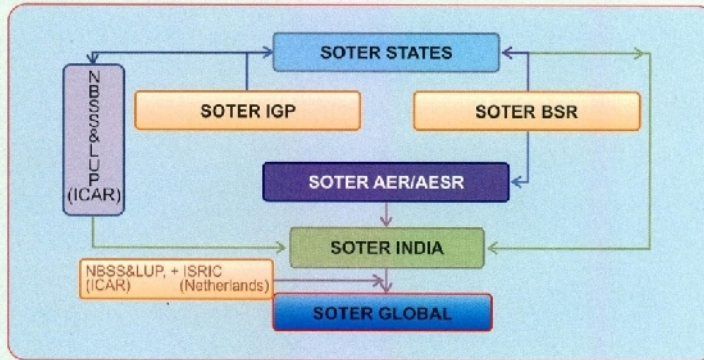 SOTER STATES
NBSS&LUP
(ICAR)
SOTER IGP
SOTER BSR
SOTER AER/AESR
SOTER INDIA
NBSS&LUP, + ISRIC
(ICAR) (Netherlands)
SOTER GLOBAL